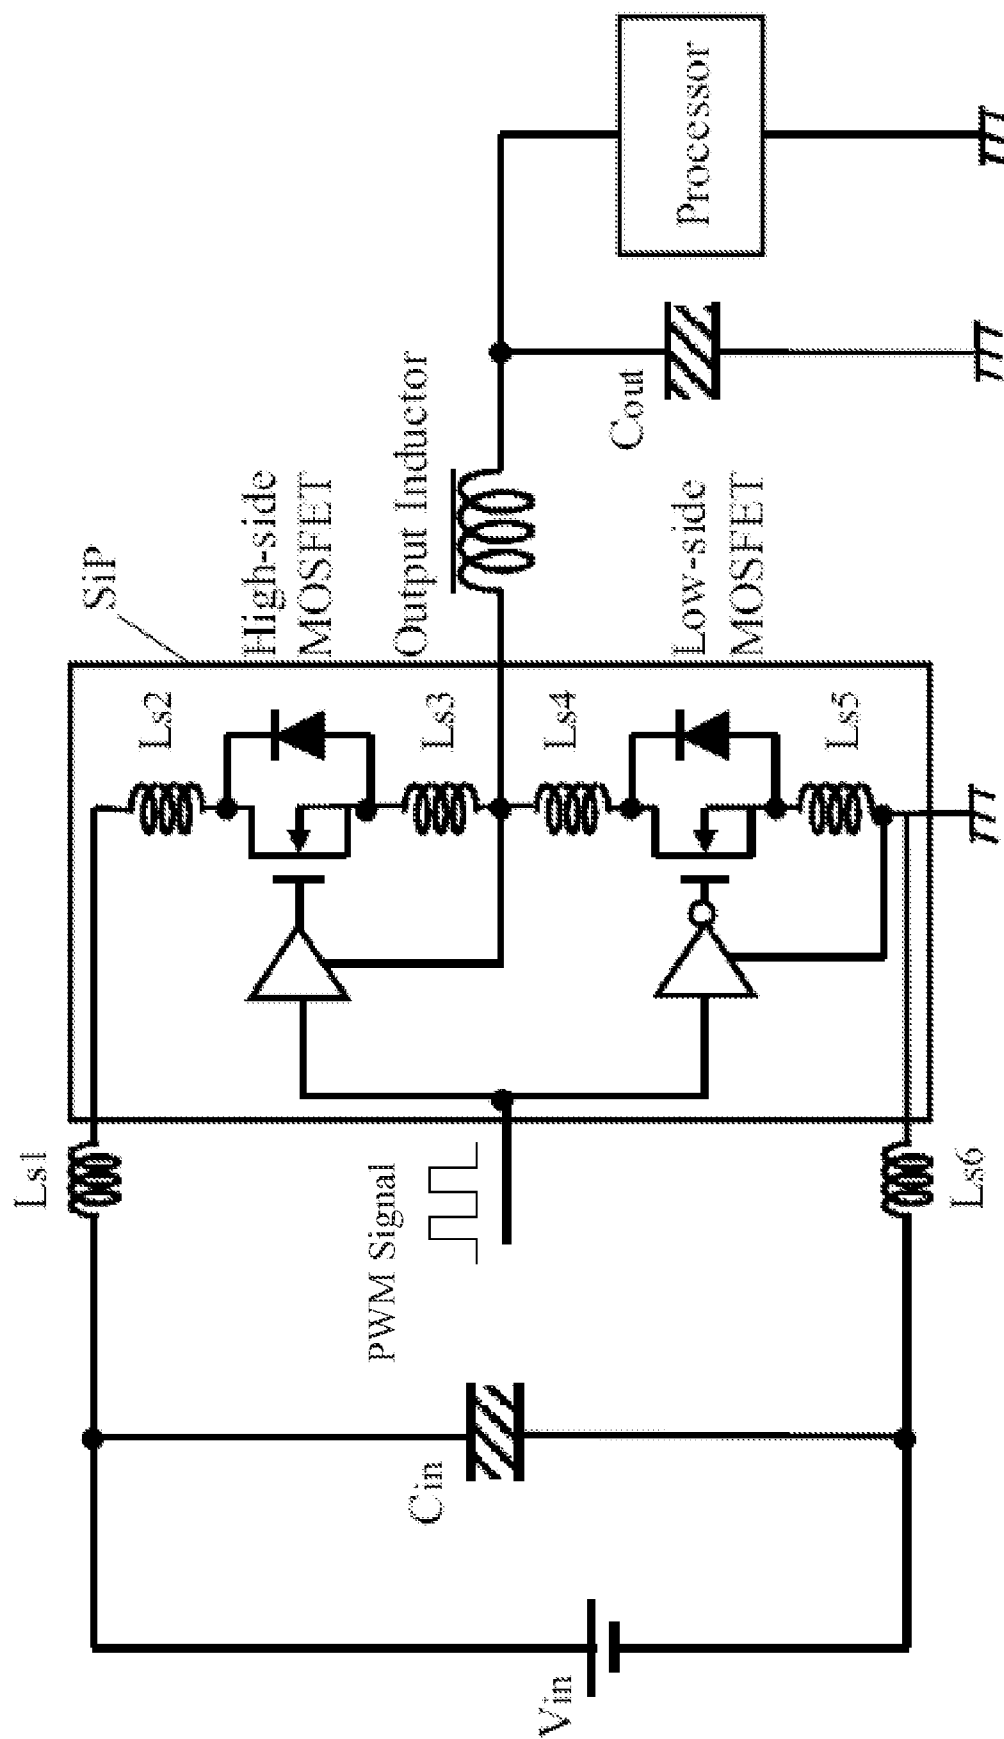 SiP
High-side
MOSFET
Output Inductor
Low-side
MOSFET
Ls1
Ls2
Ls3
Ls4
Ls5
Ls6
PWM Signal
Vin
Cin
Cout
Processor